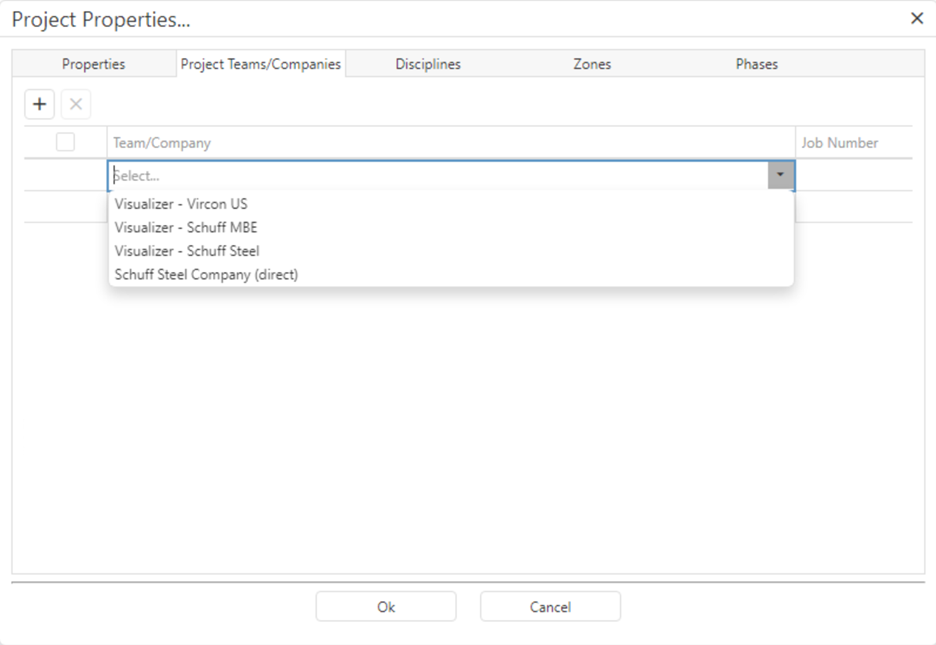 Project Properties...
Properties Project Teams/Companies Disciplines Zones Phases
Team/Company Job Number
Select...
Visualizer - Vircon US
Visualizer - Schuff MBE
Visualizer - Schuff Steel
Schuff Steel Company (direct)
Ok Cancel